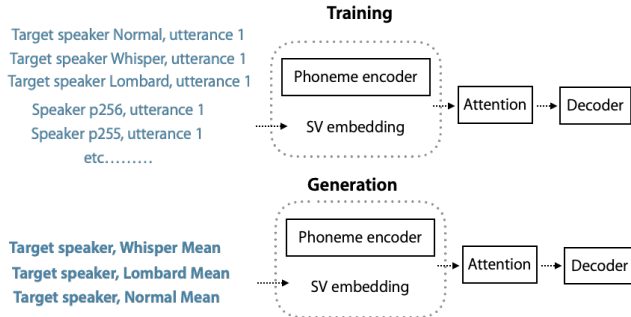 Training
Target speaker Normal, utterance 1
Target speaker Whisper, utterance 1
Target speaker Lombard, utterance 1
Speaker p256, utterance 1
Speaker p255, utterance 1
etc.........
Phoneme encoder
SV embedding
Attention
Decoder
Generation
Target speaker, Whisper Mean
Target speaker, Lombard Mean
Target speaker, Normal Mean
Phoneme encoder
SV embedding
Attention
Decoder